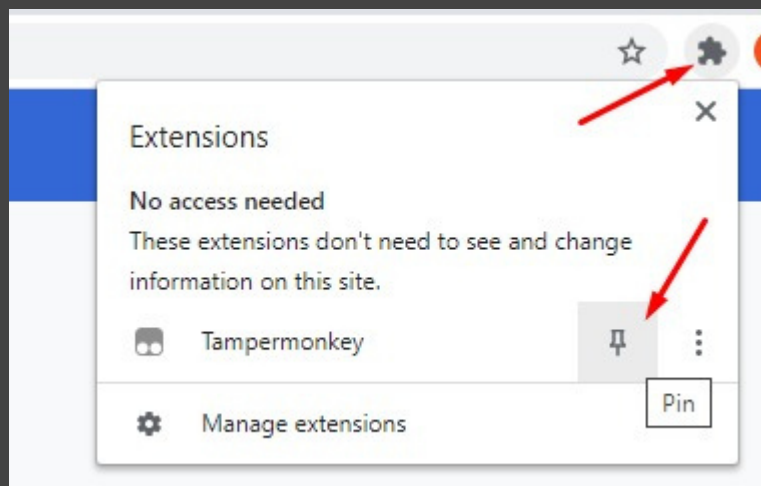 Extensions
No access needed
These extensions don't need to see and change
information on this site.
Tampermonkey
Pin
Manage extensions